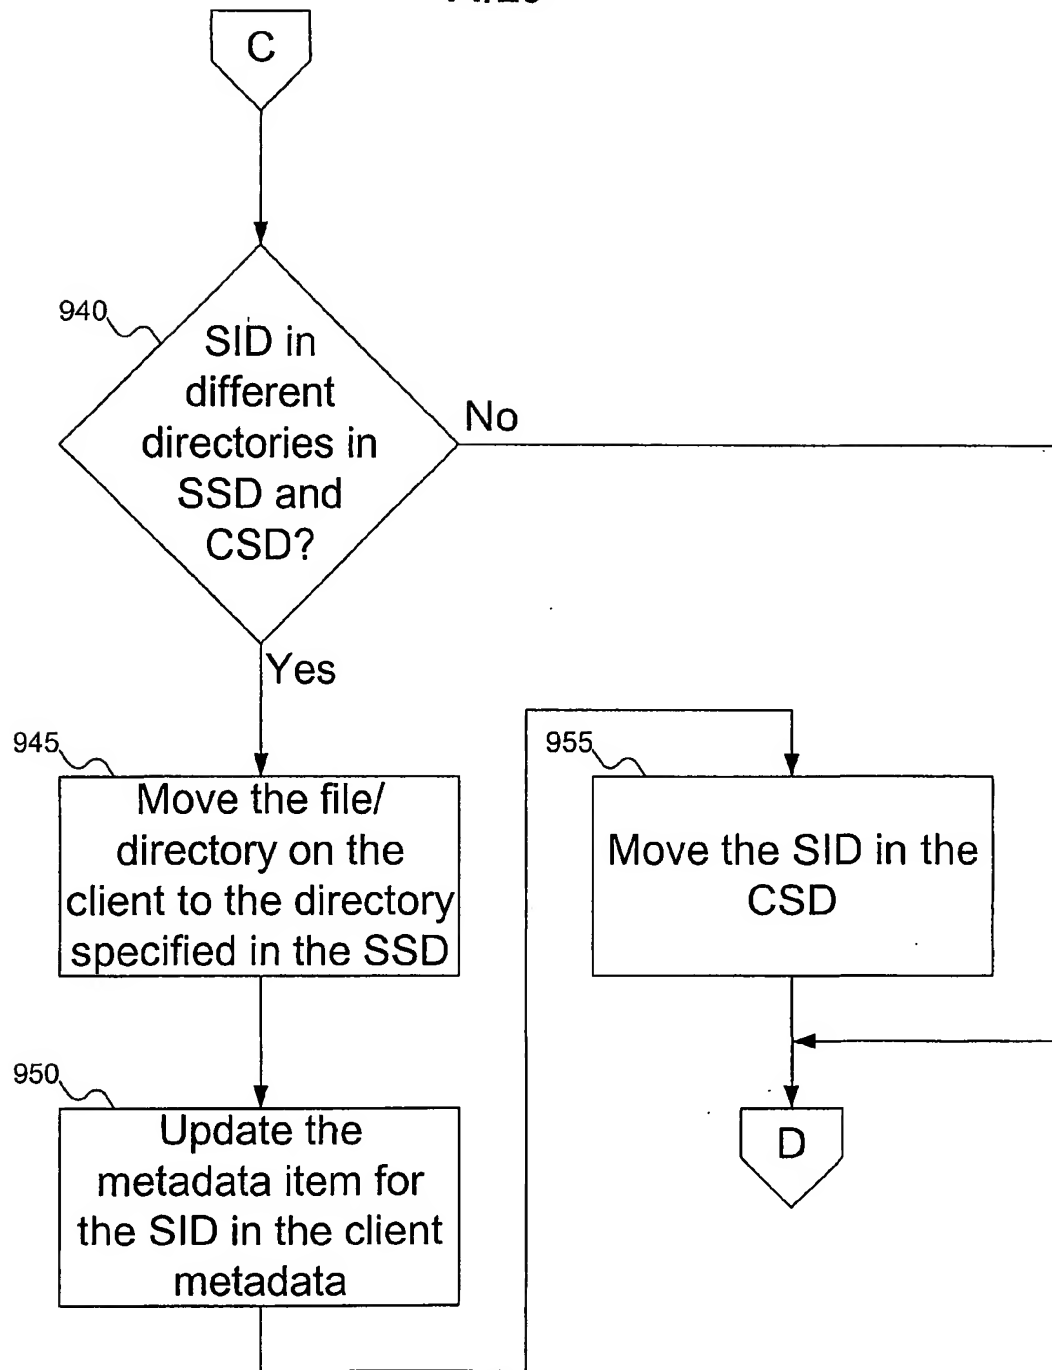 C
940
SID in
different
directories in
SSD and
CSD?
No
Yes
945
Move the file/
directory on the
client to the directory
specified in the SSD
950
Update the
metadata item for
the SID in the client
metadata
955
Move the SID in the
CSD
D